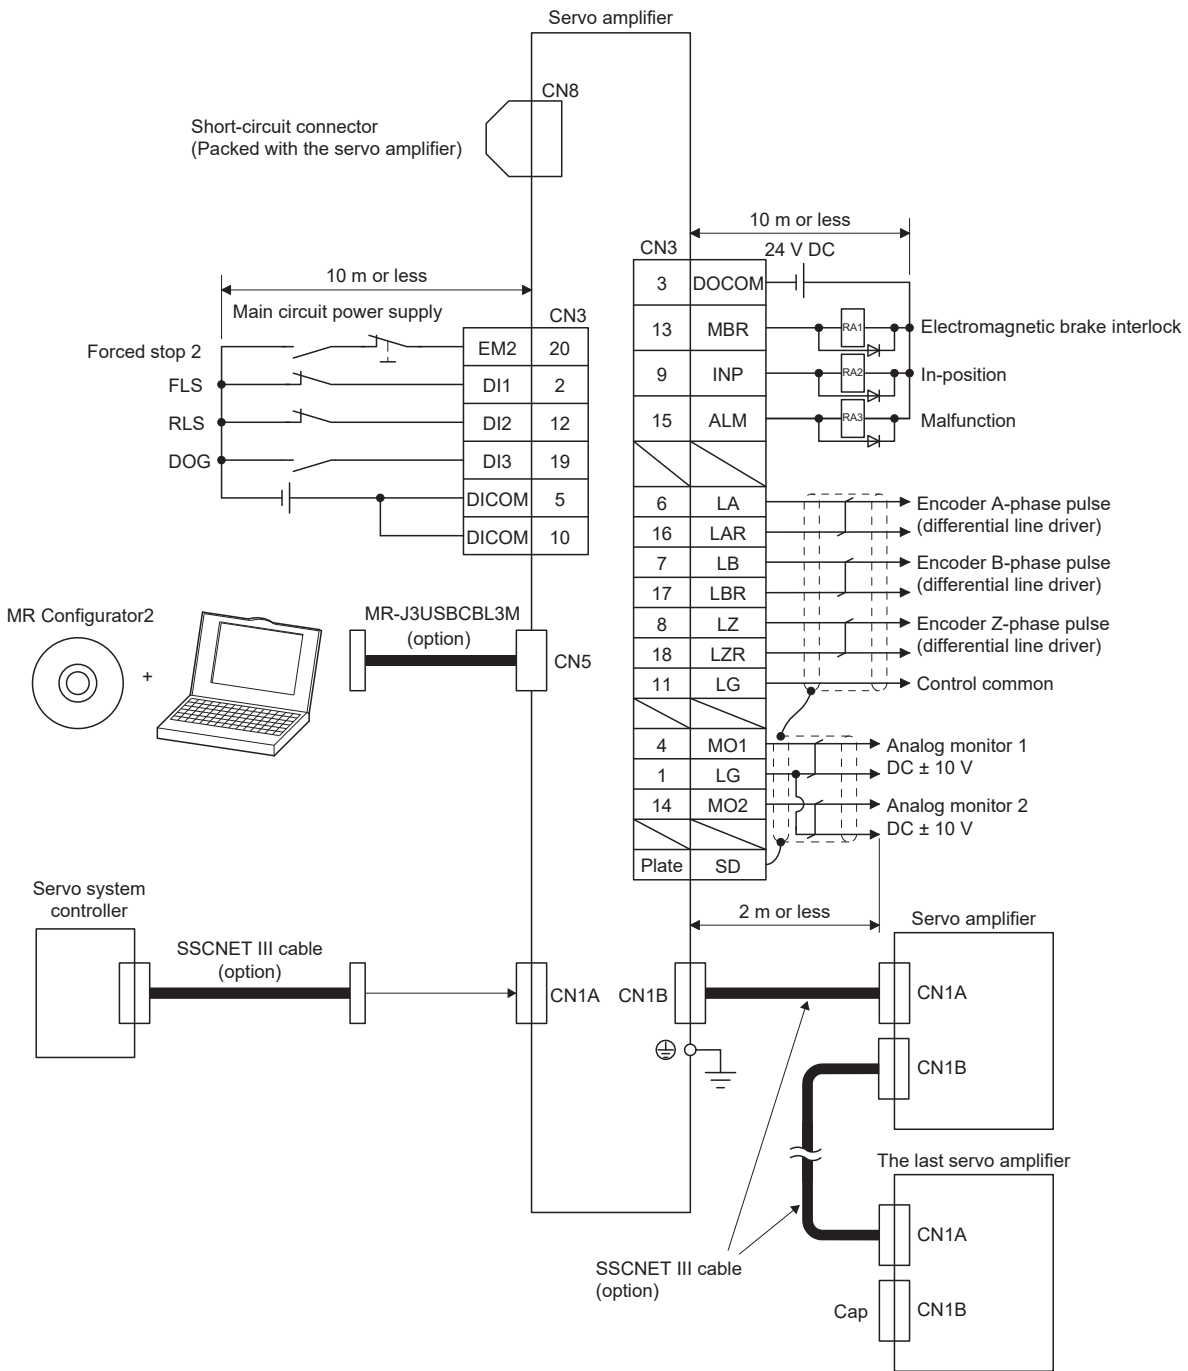 Servo amplifier
CN8
Short-circuit connector
(Packed with the servo amplifier)
10 m or less
24 V DC
CN3
3 DOCOM
13 MBR RA1 Electromagnetic brake interlock
9 INP RA2 In-position
15 ALM RA3 Malfunction
6 LA Encoder A-phase pulse
16 LAR (differential line driver)
7 LB Encoder B-phase pulse
17 LBR (differential line driver)
8 LZ Encoder Z-phase pulse
18 LZR (differential line driver)
11 LG Control common
4 MO1 Analog monitor 1
1 LG DC ± 10 V
14 MO2 Analog monitor 2
DC ± 10 V
Plate SD
2 m or less
10 m or less
Main circuit power supply
CN3
Forced stop 2 EM2 20
FLS DI1 2
RLS DI2 12
DOG DI3 19
DICOM 5
DICOM 10
MR Configurator2
+
MR-J3USBCBL3M
(option)
CN5
Servo system
controller
SSCNET III cable
(option)
CN1A
CN1B
Servo amplifier
CN1A
CN1B
The last servo amplifier
CN1A
Cap CN1B
SSCNET III cable
(option)